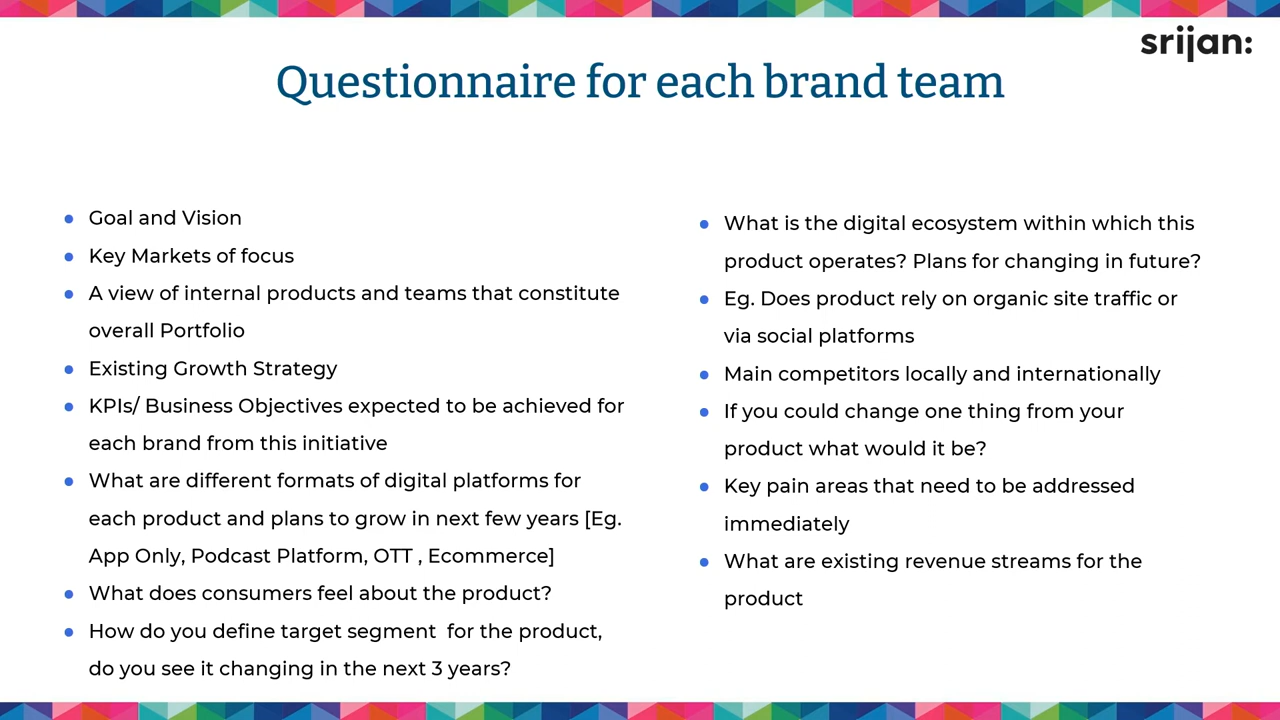 srijan:
Questionnaire for each brand team
• Goal and Vision
• Key Markets of focus
• A view of internal products and teams that constitute
overall Portfolio
• Existing Growth Strategy
• KPIs/ Business Objectives expected to be achieved for
each brand from this initiative
• What are different formats of digital platforms for
each product and plans to grow in next few years [Eg.
App Only, Podcast Platform, OTT , Ecommerce]
• What does consumers feel about the product?
• How do you define target segment  for the product,
do you see it changing in the next 3 years?
• What is the digital ecosystem within which this
product operates? Plans for changing in future?
• Eg. Does product rely on organic site traffic or
via social platforms
• Main competitors locally and internationally
• If you could change one thing from your
product what would it be?
• Key pain areas that need to be addressed
immediately
• What are existing revenue streams for the
product